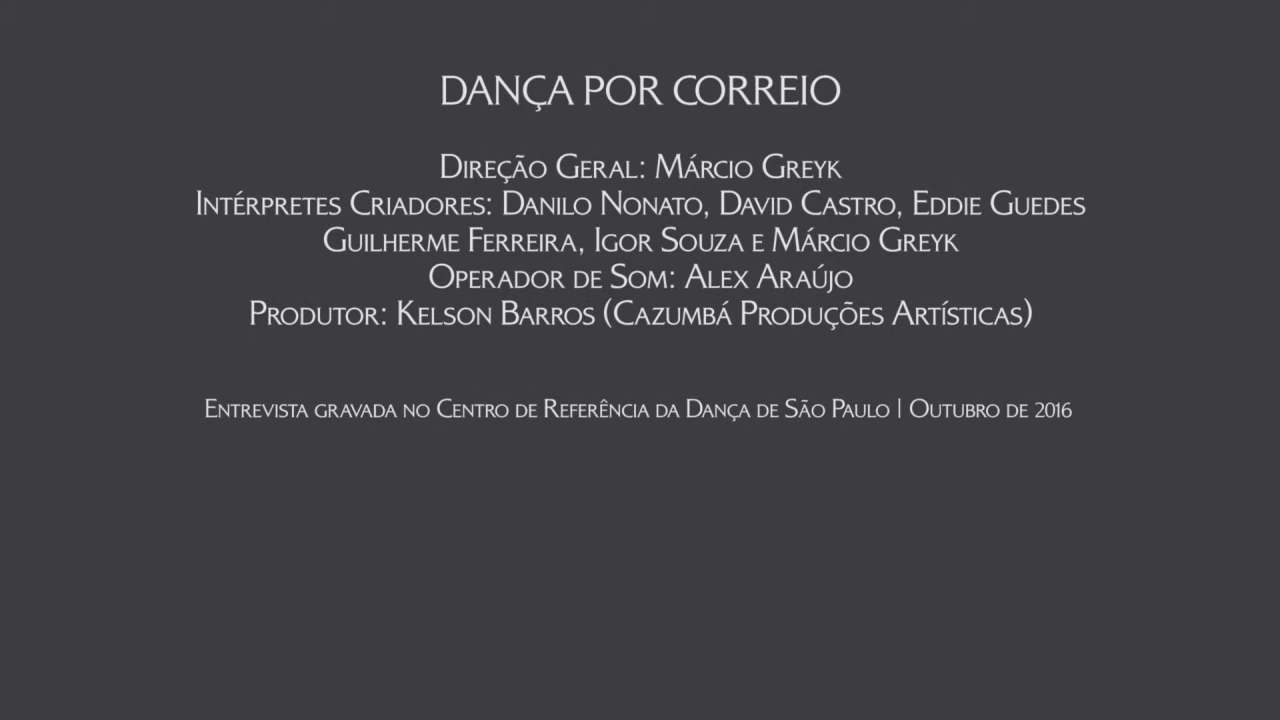 DANÇA POR CORREIO
DIREÇÃO GERAL: MÁRCIO GREYK
INTÉRPRETES CRIADORES: DANILO NONATO, DAVID CASTRO, EDDIE GUEDES
GUILHERME FERREIRA, IGOR SOUZA E MÁRCIO GREYK
OPERADOR DE SOM: ALEX ARAÚJO
PRODUTOR: KELSON BARROS (CAZUMBÁ PRODUÇÕES ARTÍSTICAS)
ENTREVISTA GRAVADA NO CENTRO DE REFERÊNCIA DA DANÇA DE SÃO PAULO | OUTUBRO DE 2016